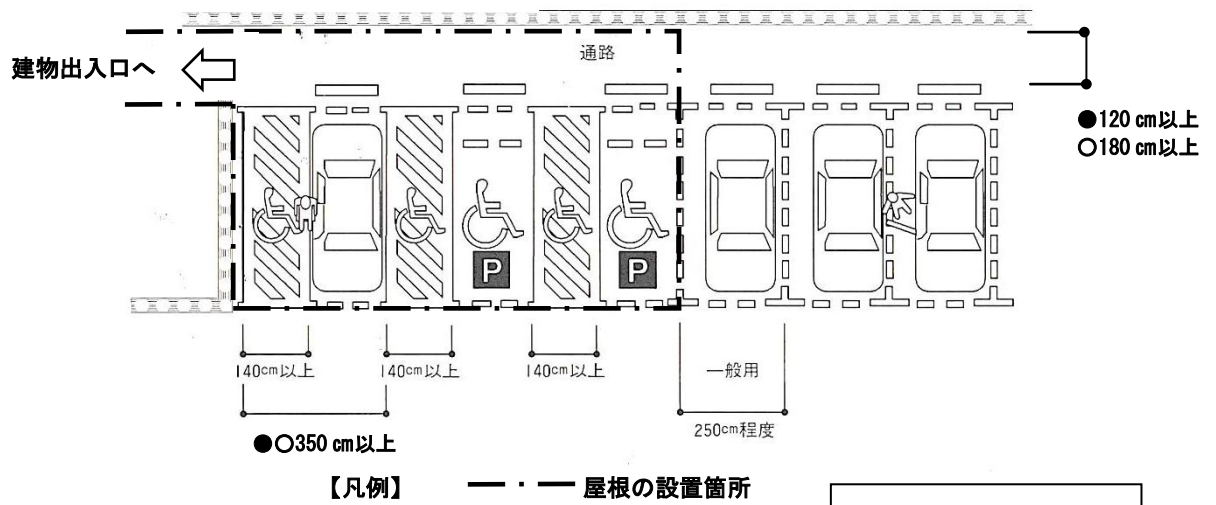 通路
建物出入口へ
●120 cm以上
○180 cm以上
P
P
140cm以上
140cm以上
140cm以上
一般用
250cm程度
●○350 cm以上
【凡例】
屋根の設置箇所